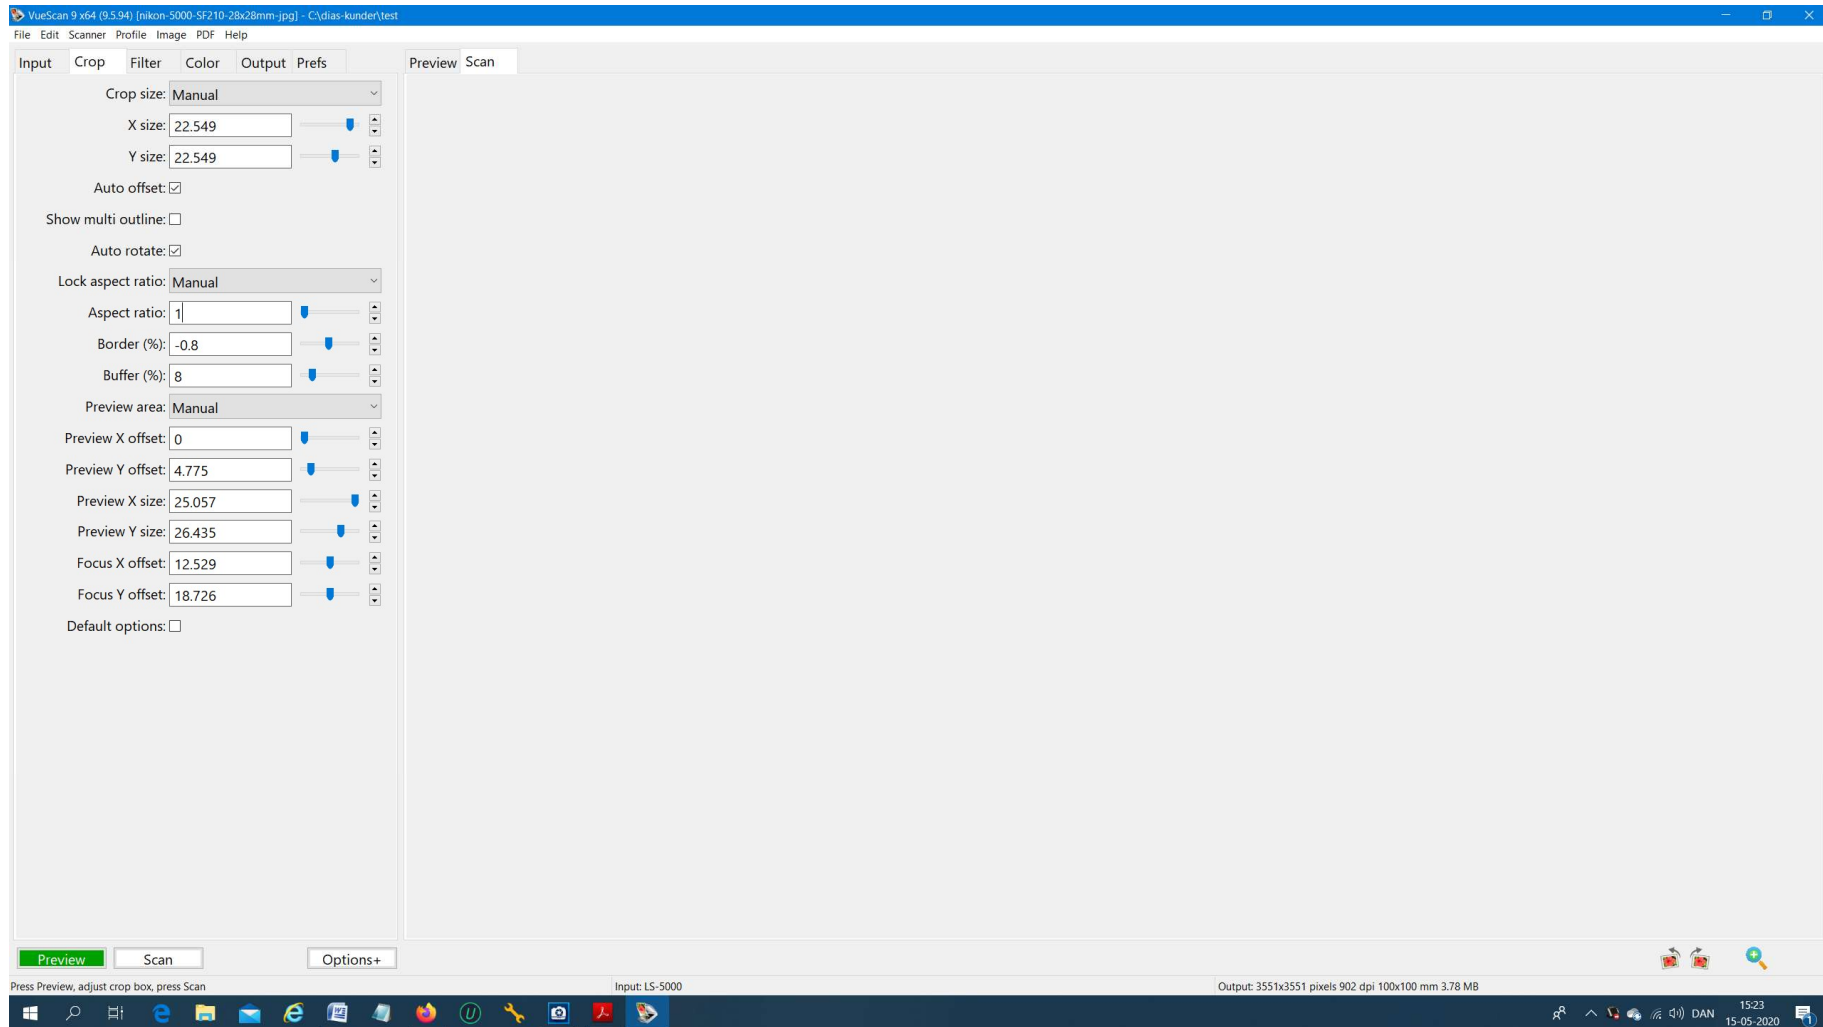 VueScan 9 x64 (9.5.94) [nikon-5000-SF210-28x28mm-jpg] - C:\dias-kunder\test
File Edit Scanner Profile Image PDF Help
Input Crop Filter Color Output Prefs Preview Scan
Crop size: Manual
X size: 22.549
Y size: 22.549
Auto offset:
Show multi outline:
Auto rotate:
Lock aspect ratio: Manual
Aspect ratio: 1
Border (%): -0.8
Buffer (%): 8
Preview area: Manual
Preview X offset: 0
Preview Y offset: 4.775
Preview X size: 25.057
Preview Y size: 26.435
Focus X offset: 12.529
Focus Y offset: 18.726
Default options:
Preview Scan Options+
Press Preview, adjust crop box, press Scan Input: LS-5000 Output: 3551x3551 pixels 902 dpi 100x100 mm 3.78 MB
DAN 15:23
15-05-2020 1